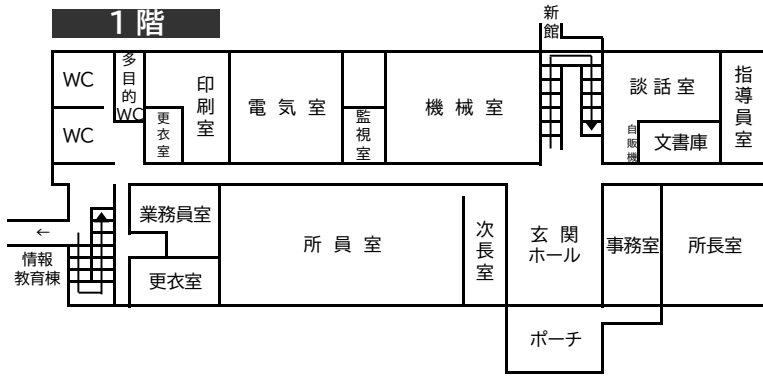 1階
新
館
WC
多
目
的
WC
印
刷
室
電気室
機械室
談話室
指
導
員
室
WC
更
衣
室
監
視
室
自
販
機
文書庫
業務員室
所員室
次
長
室
玄関
ホール
事務室
所長室
←
情報
教育棟
更衣室
ポーチ